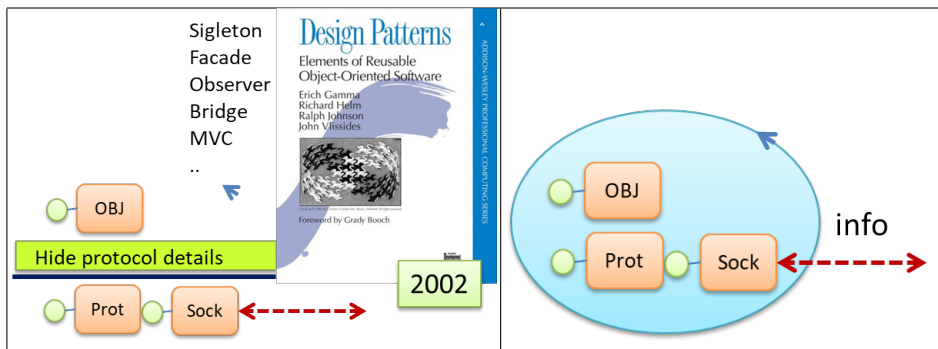 Sigleton
Facade
Observer
Bridge
MVC
..
Design Patterns
Elements of Reusable
Object-Oriented Software
Erich Gamma
Richard Helm
Ralph Johnson
John Vlissides
Foreword by Grady Booch
ADDISON-WESLEY PROFESSIONAL COMPUTING SERIES
OBJ
Hide protocol details
2002
Prot
Sock
OBJ
Prot
Sock
info